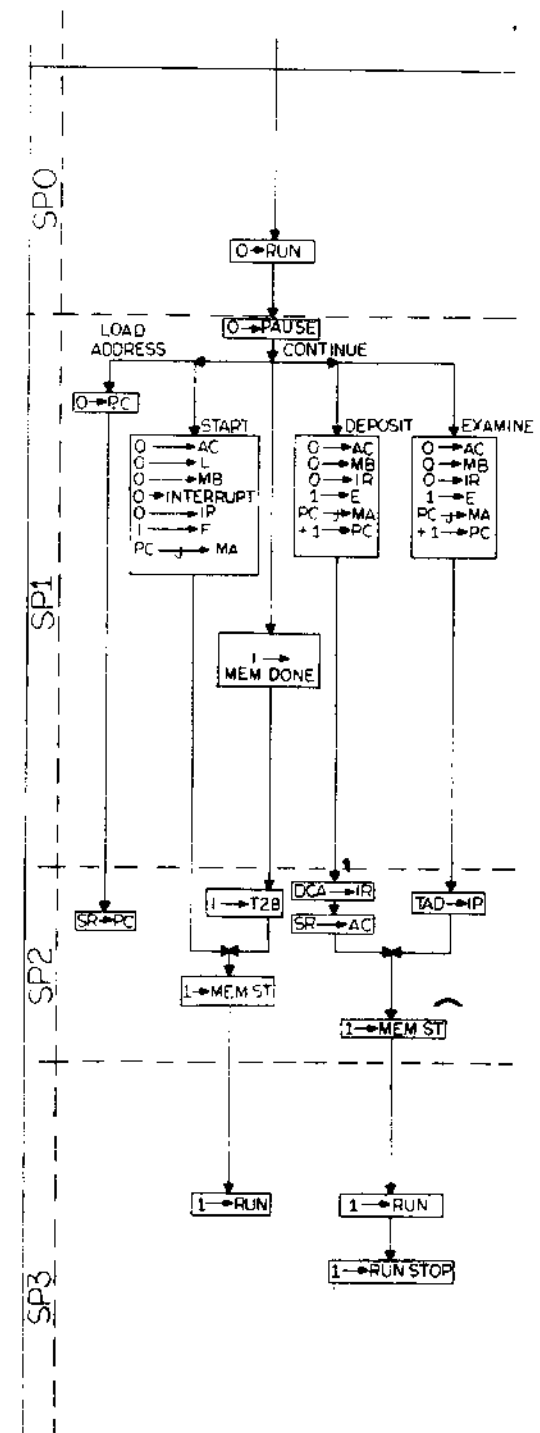 SP0
0→RUN
0→PAUSE
LOAD
ADDRESS
CONTINUE
0→PC
START
0→AC
0→L
0→MB
0→INTERRUPT
0→IR
1→F
PC—j→MA
DEPOSIT
0→AC
0→MB
0→IR
1→E
PC—j→MA
+1→PC
EXAMINE
0→AC
0→MB
0→IR
1→E
PC—j→MA
+1→PC
SP1
1→
MEM DONE
SP2
SR→PC
1→T2B
DCA→IR
SR→AC
TAD→IR
1→MEM ST
1→MEM ST
SP3
1→RUN
1→RUN
1→RUN STOP